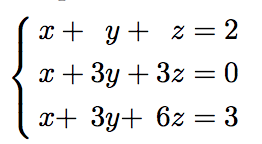 x + y + z = 2
x + 3y + 3z = 0
x + 3y + 6z = 3